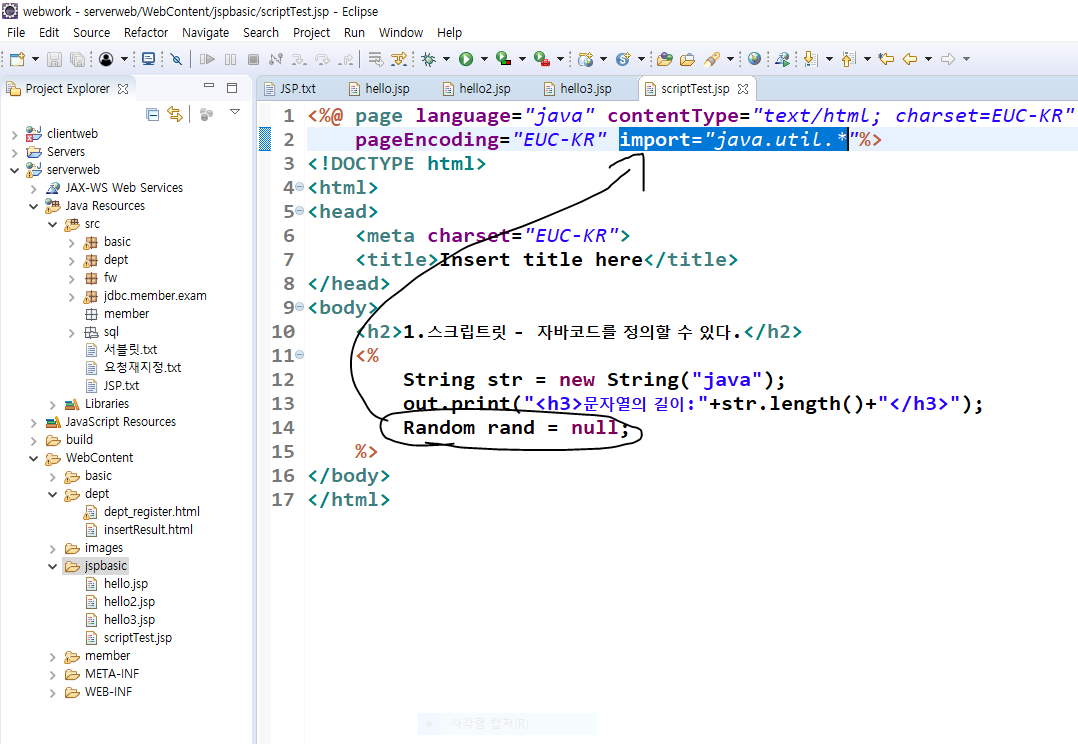 webwork - serverweb/WebContent/jspbasic/scriptTest.jsp - Eclipse
File Edit Source Refactor Navigate Search Project Run Window Help
Project Explorer
clientweb
Servers
serverweb
JAX-WS Web Services
Java Resources
src
basic
dept
fw
jdbc.member.exam
member
sql
서블릿.txt
요청재지정.txt
JSP.txt
Libraries
JavaScript Resources
build
WebContent
basic
dept
dept_register.html
insertResult.html
images
jspbasic
hello.jsp
hello2.jsp
hello3.jsp
scriptTest.jsp
member
META-INF
WEB-INF
JSP.txt hello.jsp hello2.jsp hello3.jsp scriptTest.jsp
1 <%@ page language="java" contentType="text/html; charset=EUC-KR"
2 pageEncoding="EUC-KR" import="java.util.*"%>
3 <!DOCTYPE html>
4 <html>
5 <head>
6 <meta charset="EUC-KR">
7 <title>Insert title here</title>
8 </head>
9 <body>
10 <h2>1.스크립트릿 - 자바코드를 정의할 수 있다.</h2>
11 <%
12 String str = new String("java");
13 out.print("<h3>문자열의 길이:"+str.length()+"</h3>");
14 Random rand = null;
15 %>
16 </body>
17 </html>
사각형 캡처(R)